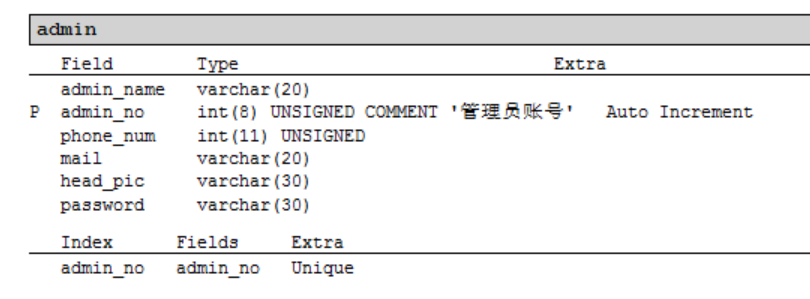 admin
Field Type Extra
admin_name varchar(20)
P admin_no int(8) UNSIGNED COMMENT '管理员账号' Auto Increment
phone_num int(11) UNSIGNED
mail varchar(20)
head_pic varchar(30)
password varchar(30)
Index Fields Extra
admin_no admin_no Unique